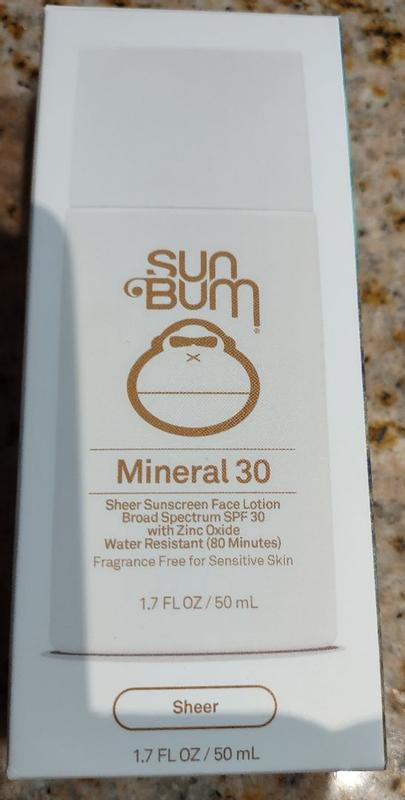 sun
Bum®
Mineral 30
Sheer Sunscreen Face Lotion
Broad Spectrum SPF 30
with Zinc Oxide
Water Resistant (80 Minutes)
Fragrance Free for Sensitive Skin
1.7 FL OZ / 50 mL
Sheer
1.7 FL OZ / 50 mL